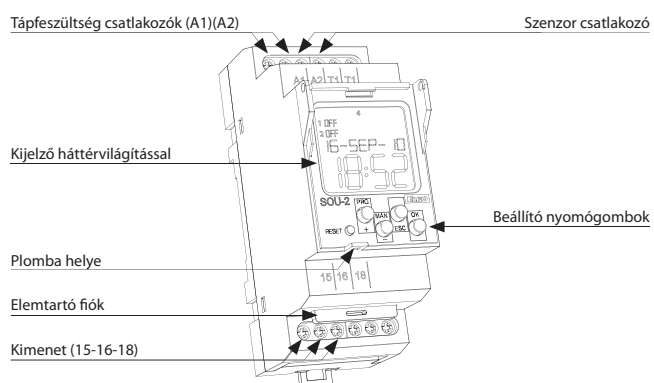 Tápfeszültség csatlakozók (A1)(A2)
Szenzor csatlakozó
A1 A2 T1 T1
4
1 OFF
2 OFF
16-SEP-10
18:52
Kijelző háttérvilágítással
SOU-2
PRG
MAN
OK
RESET
+
-
ESC
Beállító nyomógombok
Plomba helye
15 16 18
Elemtartó fiók
Kimenet (15-16-18)